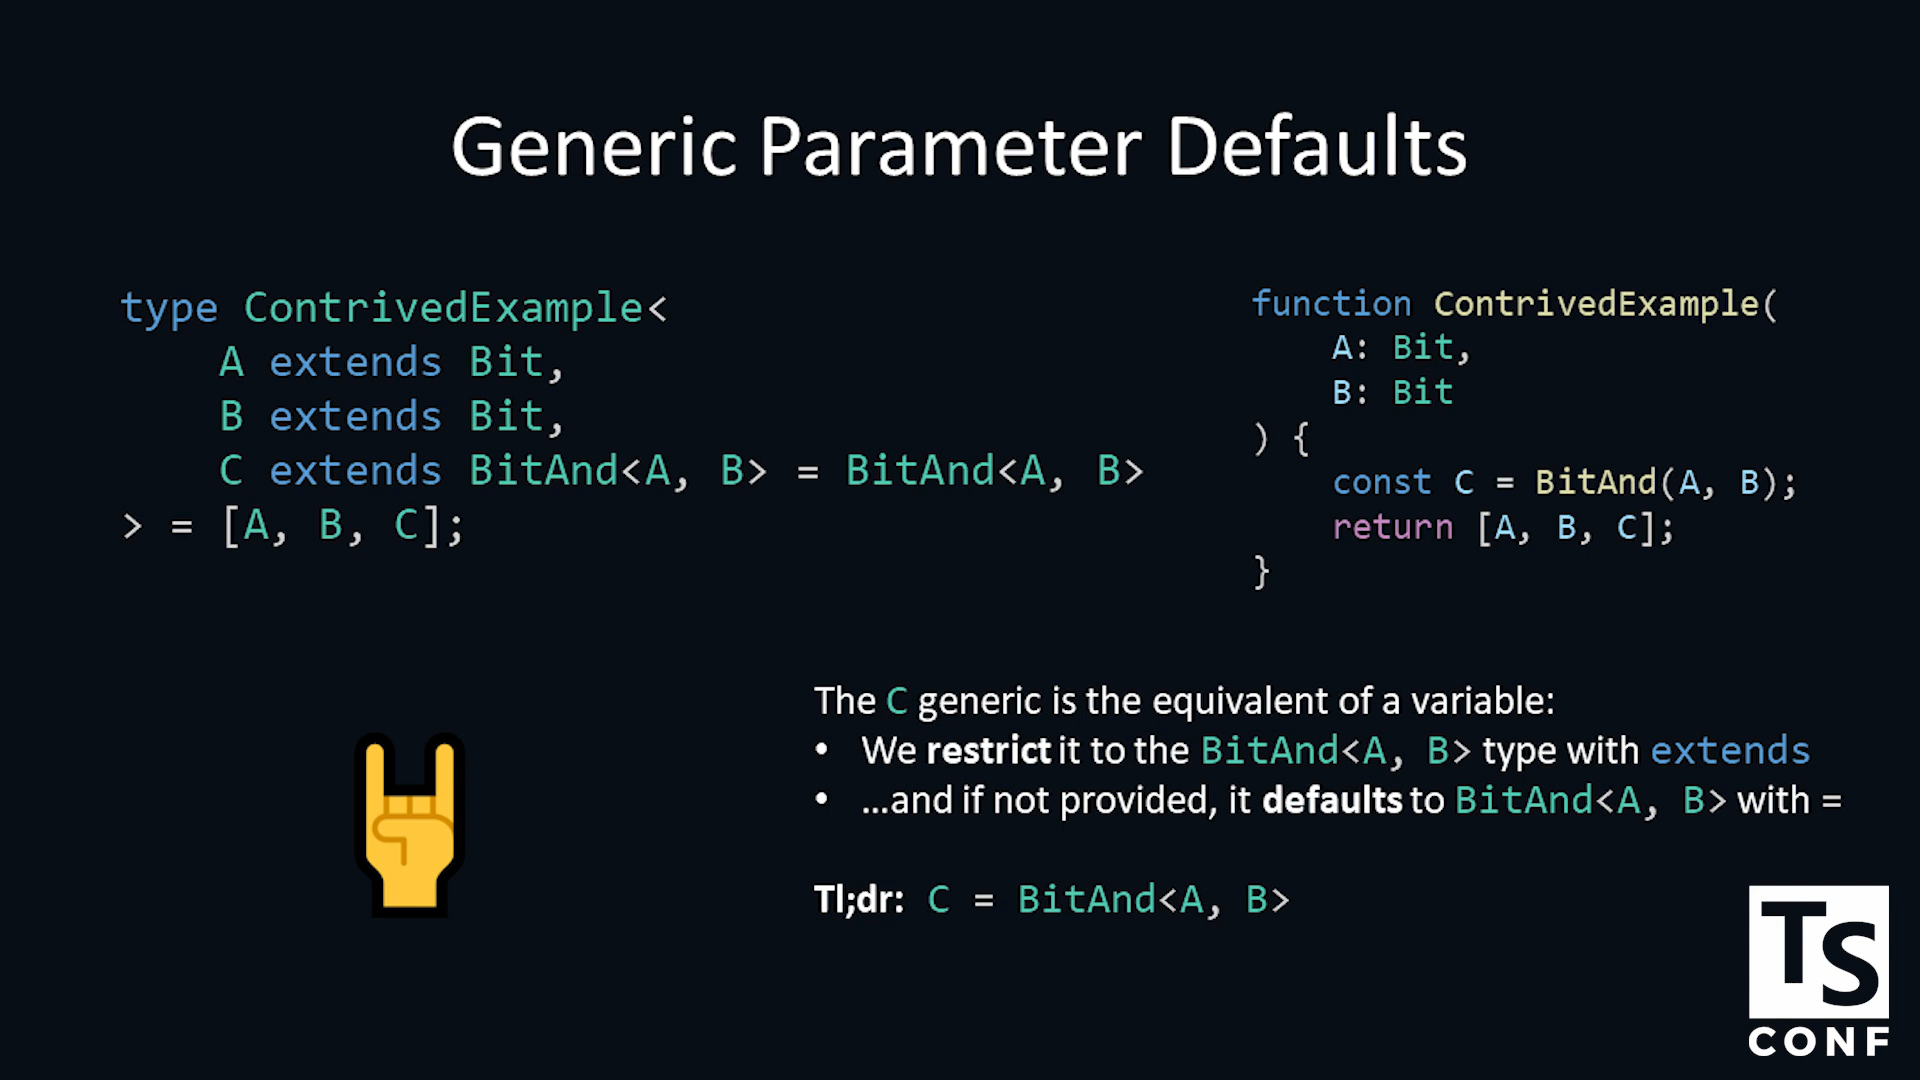 Generic Parameter Defaults
type ContrivedExample<
    A extends Bit,
    B extends Bit,
    C extends BitAnd<A, B> = BitAnd<A, B>
> = [A, B, C];
function ContrivedExample(
    A: Bit,
    B: Bit
) {
    const C = BitAnd(A, B);
    return [A, B, C];
}
The C generic is the equivalent of a variable:
• We restrict it to the BitAnd<A, B> type with extends
• …and if not provided, it defaults to BitAnd<A, B> with =
Tl;dr: C = BitAnd<A, B>
TS
CONF